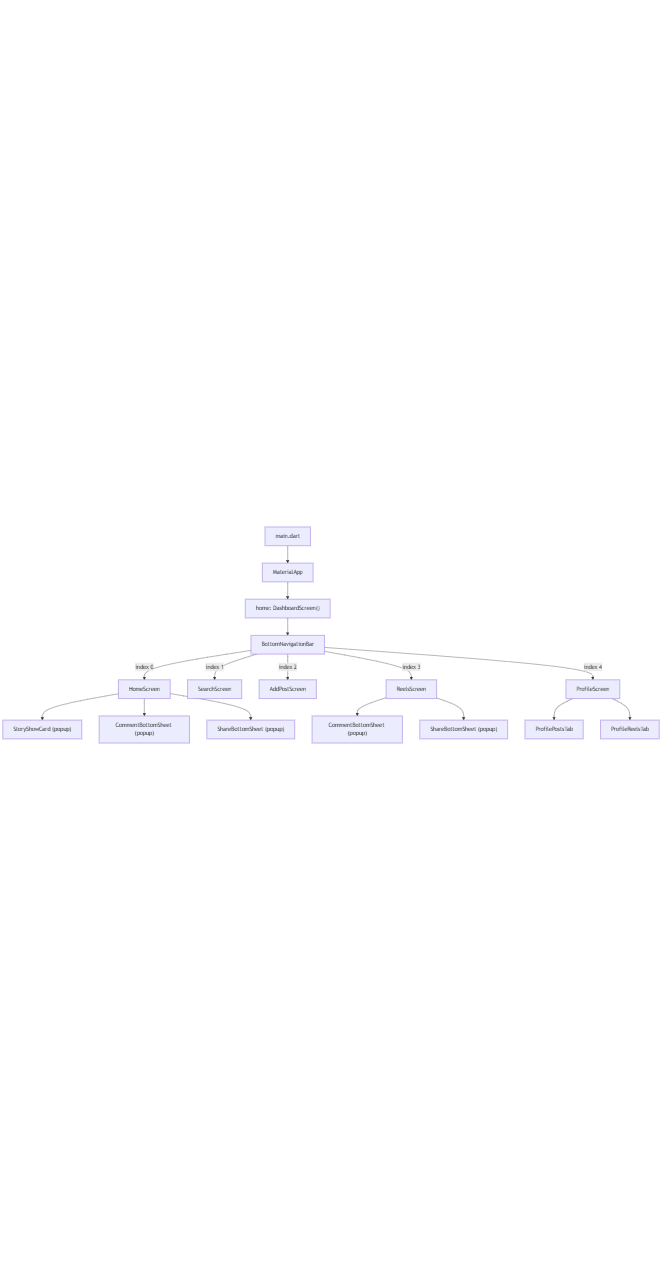 main.dart
MaterialApp
home: DashboardScreen()
BottomNavigationBar
index 0
index 1
index 2
index 3
index 4
HomeScreen
SearchScreen
AddPostScreen
ReelsScreen
ProfileScreen
StoryShowCard (popup)
CommentBottomSheet
(popup)
ShareBottomSheet (popup)
CommentBottomSheet
(popup)
ShareBottomSheet (popup)
ProfilePostsTab
ProfileReelsTab